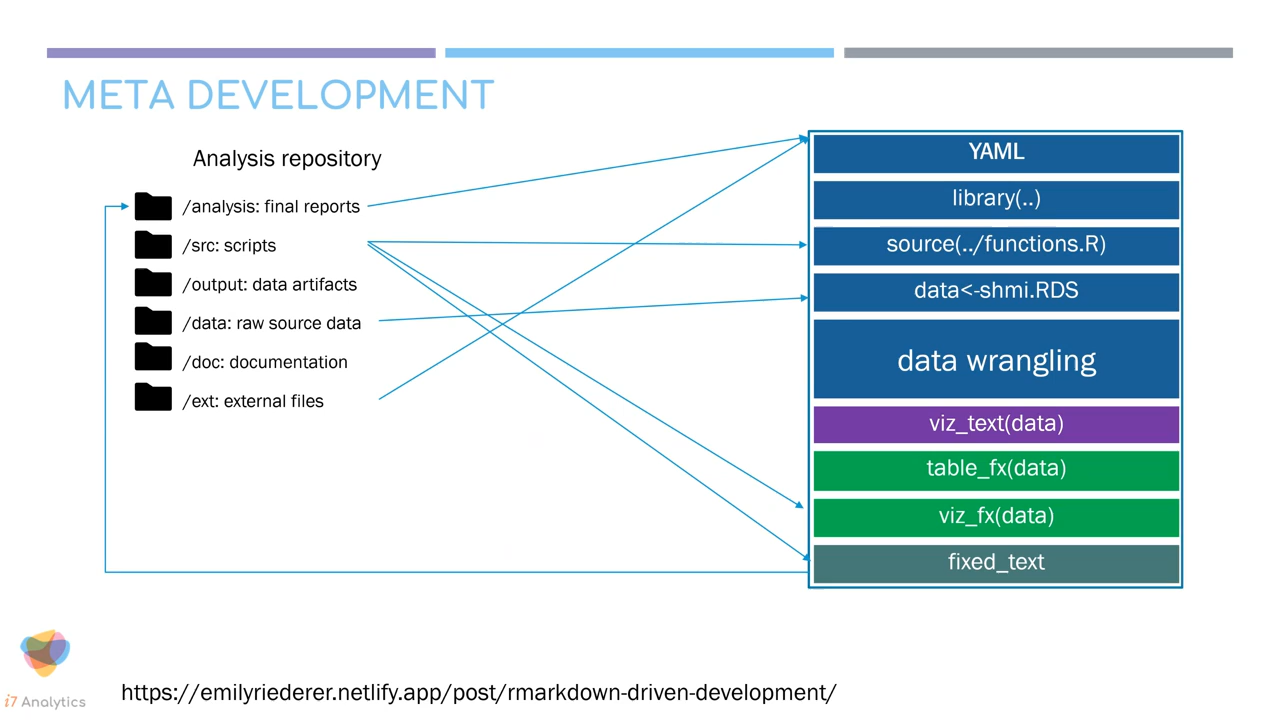 META DEVELOPMENT
Analysis repository
/analysis: final reports
/src: scripts
/output: data artifacts
/data: raw source data
/doc: documentation
/ext: external files
YAML
library(..)
source(../functions.R)
data<-shmi.RDS
data wrangling
viz_text(data)
table_fx(data)
viz_fx(data)
fixed_text
i7 Analytics
https://emilyriederer.netlify.app/post/rmarkdown-driven-development/